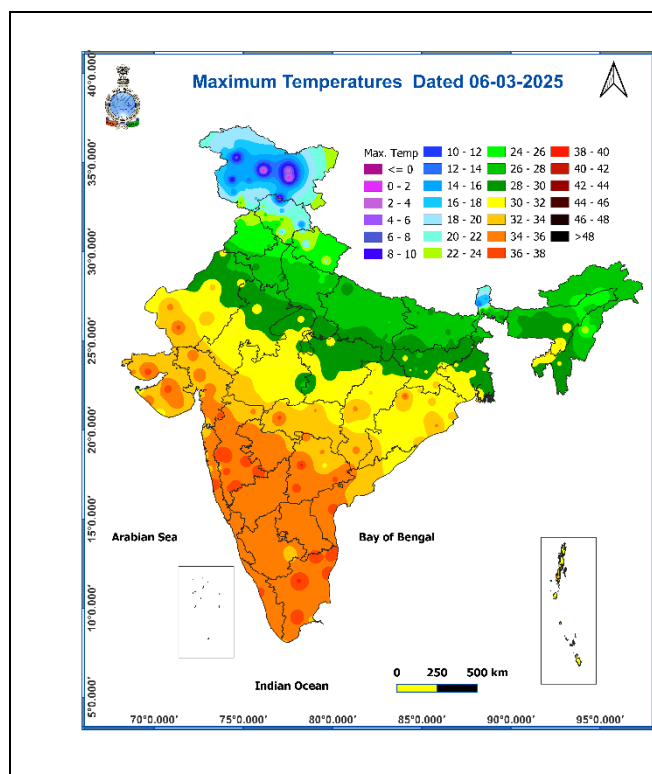 Maximum Temperatures Dated 06-03-2025
Max. Temp
<= 0
0 - 2
2 - 4
4 - 6
6 - 8
8 - 10
10 - 12
12 - 14
14 - 16
16 - 18
18 - 20
20 - 22
22 - 24
24 - 26
26 - 28
28 - 30
30 - 32
32 - 34
34 - 36
36 - 38
38 - 40
40 - 42
42 - 44
44 - 46
46 - 48
>48
40°0.000'
35°0.000'
30°0.000'
25°0.000'
20°0.000'
15°0.000'
10°0.000'
5°0.000'
Arabian Sea
Bay of Bengal
Indian Ocean
0 250 500 km
70°0.000' 75°0.000' 80°0.000' 85°0.000' 90°0.000' 95°0.000'